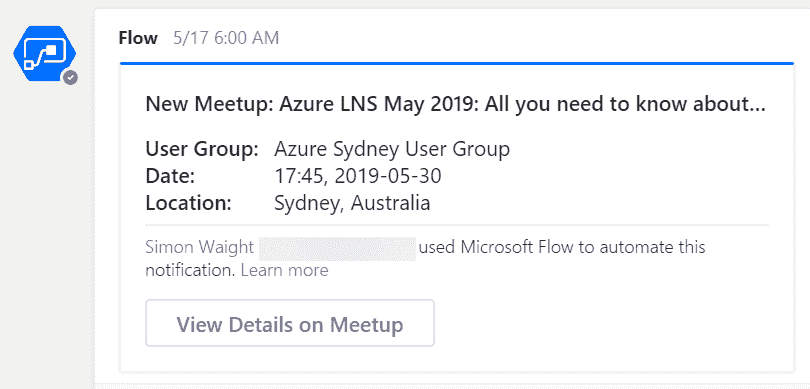 Flow 5/17 6:00 AM
New Meetup: Azure LNS May 2019: All you need to know about...
User Group: Azure Sydney User Group
Date: 17:45, 2019-05-30
Location: Sydney, Australia
Simon Waight used Microsoft Flow to automate this
notification. Learn more
View Details on Meetup